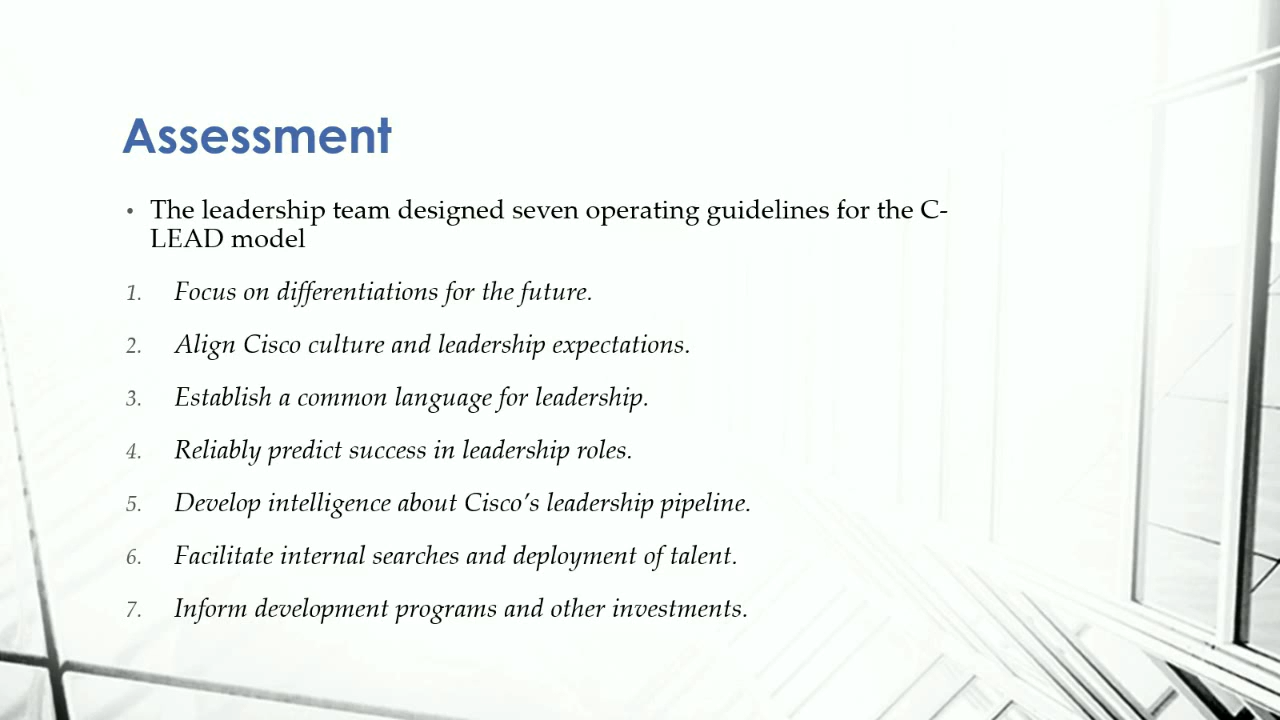 Assessment
• The leadership team designed seven operating guidelines for the C-
LEAD model
1. Focus on differentiations for the future.
2. Align Cisco culture and leadership expectations.
3. Establish a common language for leadership.
4. Reliably predict success in leadership roles.
5. Develop intelligence about Cisco’s leadership pipeline.
6. Facilitate internal searches and deployment of talent.
7. Inform development programs and other investments.